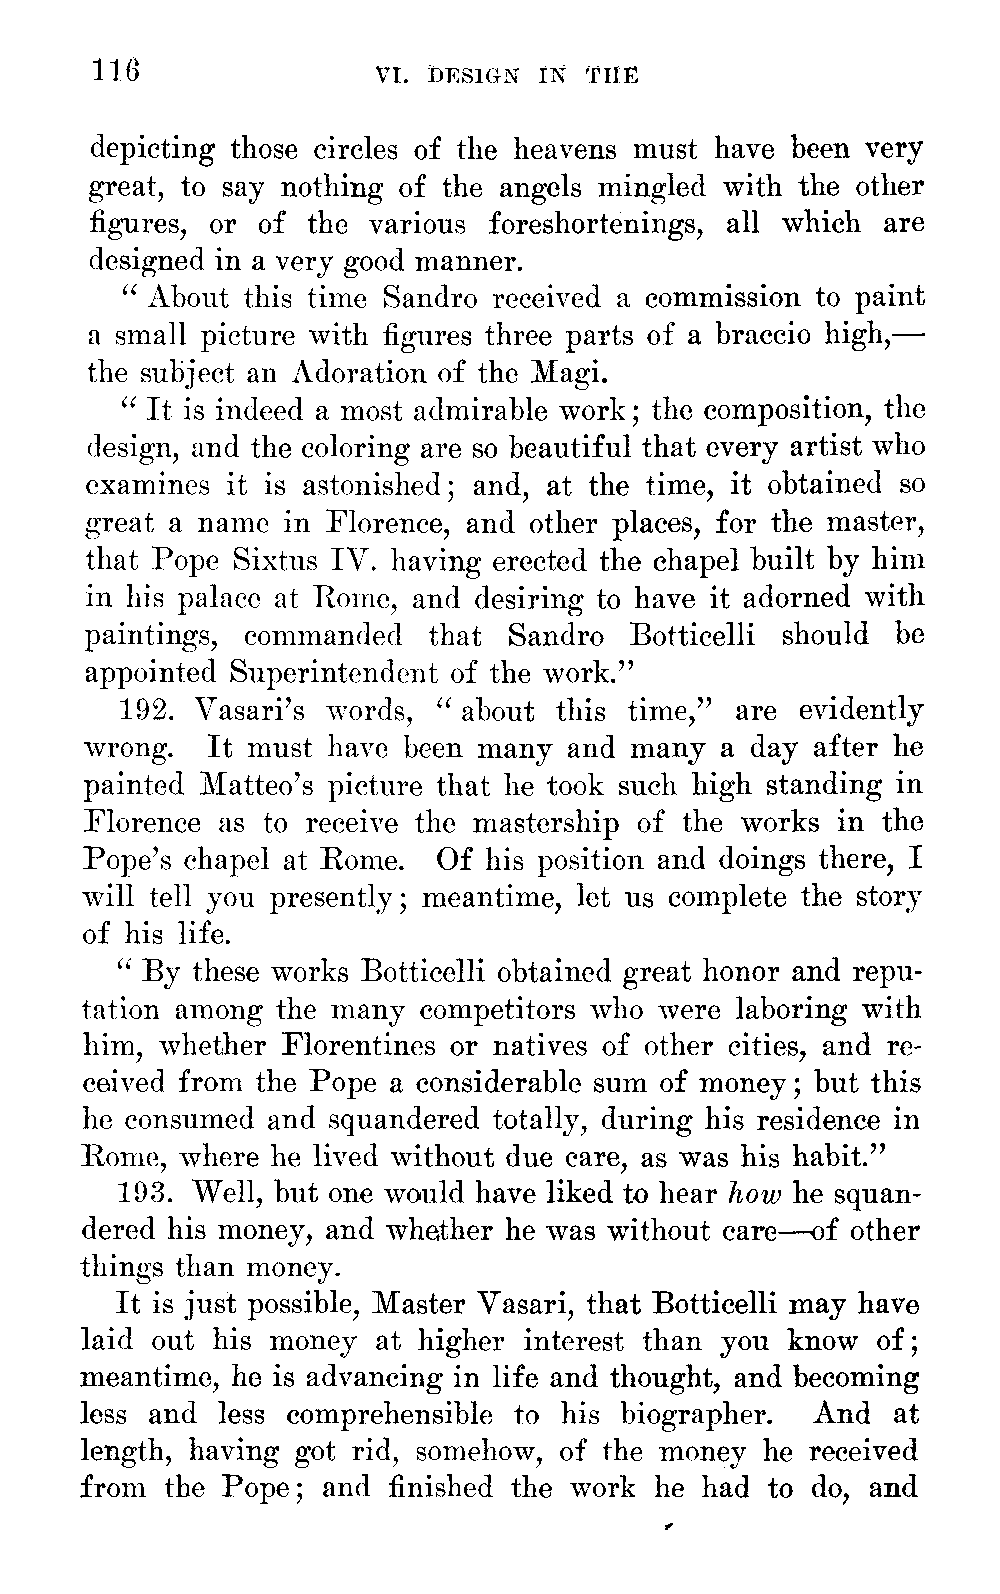 116 VI. DESIGN IN THE
depicting those circles of the heavens must have been very
great, to say nothing of the angels mingled with the other
figures, or of the various foreshortenings, all which are
designed in a very good manner.
“ About this time Sandro received a commission to paint
a small picture with figures three parts of a braccio high,—
the subject an Adoration of the Magi.
“ It is indeed a most admirable work; the composition, the
design, and the coloring are so beautiful that every artist who
examines it is astonished; and, at the time, it obtained so
great a name in Florence, and other places, for the master,
that Pope Sixtus IV. having erected the chapel built by him
in his palace at Rome, and desiring to have it adorned with
paintings, commanded that Sandro Botticelli should be
appointed Superintendent of the work.”
192. Vasari’s words, “ about this time,” are evidently
wrong. It must have been many and many a day after he
painted Matteo’s picture that he took such high standing in
Florence as to receive the mastership of the works in the
Pope’s chapel at Rome. Of his position and doings there, I
will tell you presently; meantime, let us complete the story
of his life.
“ By these works Botticelli obtained great honor and repu-
tation among the many competitors who were laboring with
him, whether Florentines or natives of other cities, and re-
ceived from the Pope a considerable sum of money; but this
he consumed and squandered totally, during his residence in
Rome, where he lived without due care, as was his habit.”
193. Well, but one would have liked to hear how he squan-
dered his money, and whether he was without care—of other
things than money.
It is just possible, Master Vasari, that Botticelli may have
laid out his money at higher interest than you know of;
meantime, he is advancing in life and thought, and becoming
less and less comprehensible to his biographer. And at
length, having got rid, somehow, of the money he received
from the Pope; and finished the work he had to do, and